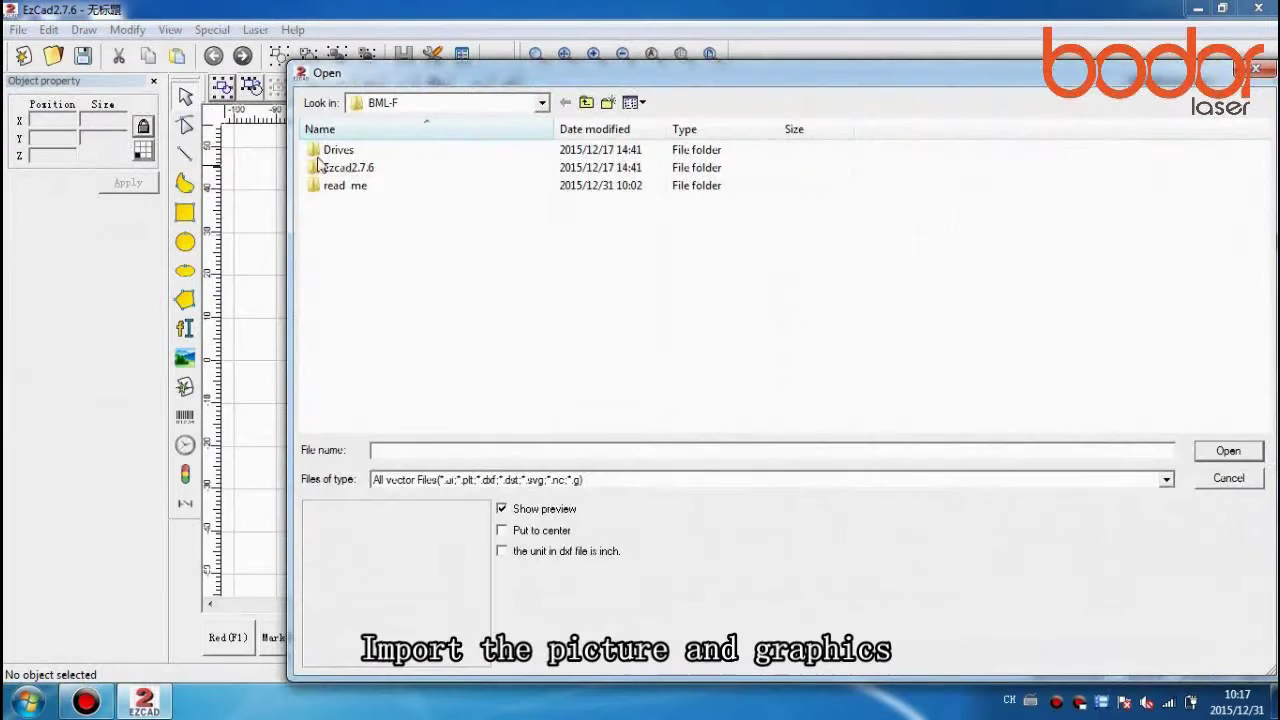 EzCad2.7.6 - 无标题
File Edit Draw Modify View Special Laser Help
bodor
laser
Object property
Position Size
X
Y
Z
Apply
-100 -90
Open
Look in: BML-F
Name Date modified Type Size
Drives 2015/12/17 14:41 File folder
Ezcad2.7.6 2015/12/17 14:41 File folder
read me 2015/12/31 10:02 File folder
File name: Open
Files of type: All vector Files(*.ai;*.plt;*.dxf;*.dst;*.svg;*.nc;*.g) Cancel
Show preview
Put to center
the unit in dxf file is inch.
Red(F1) Mark
Import the picture and graphics
No object selected
EZCAD
CH
10:17
2015/12/31